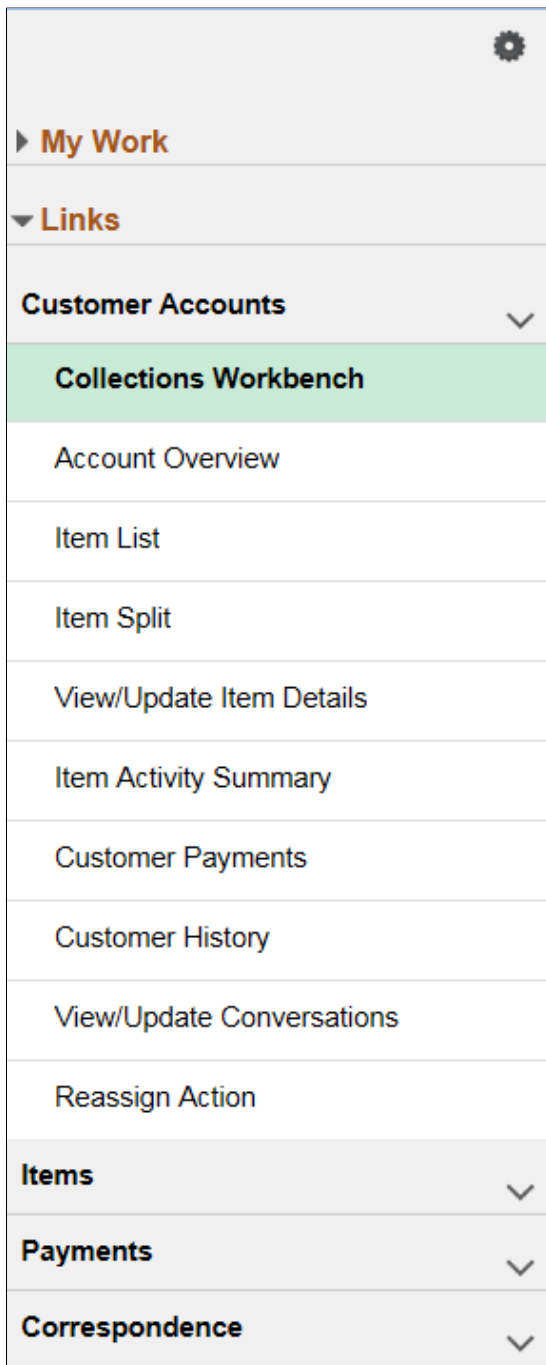 My Work
Links
Customer Accounts
Collections Workbench
Account Overview
Item List
Item Split
View/Update Item Details
Item Activity Summary
Customer Payments
Customer History
View/Update Conversations
Reassign Action
Items
Payments
Correspondence